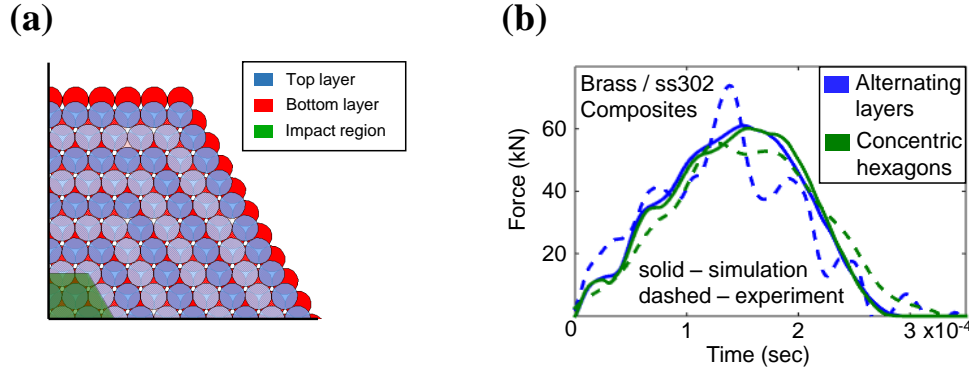 (a)
Top layer
Bottom layer
Impact region
(b)
Brass / ss302
Composites
Alternating
layers
Concentric
hexagons
60
40
20
Force (kN)
solid – simulation
dashed – experiment
0
1
2
3 x10-4
Time (sec)